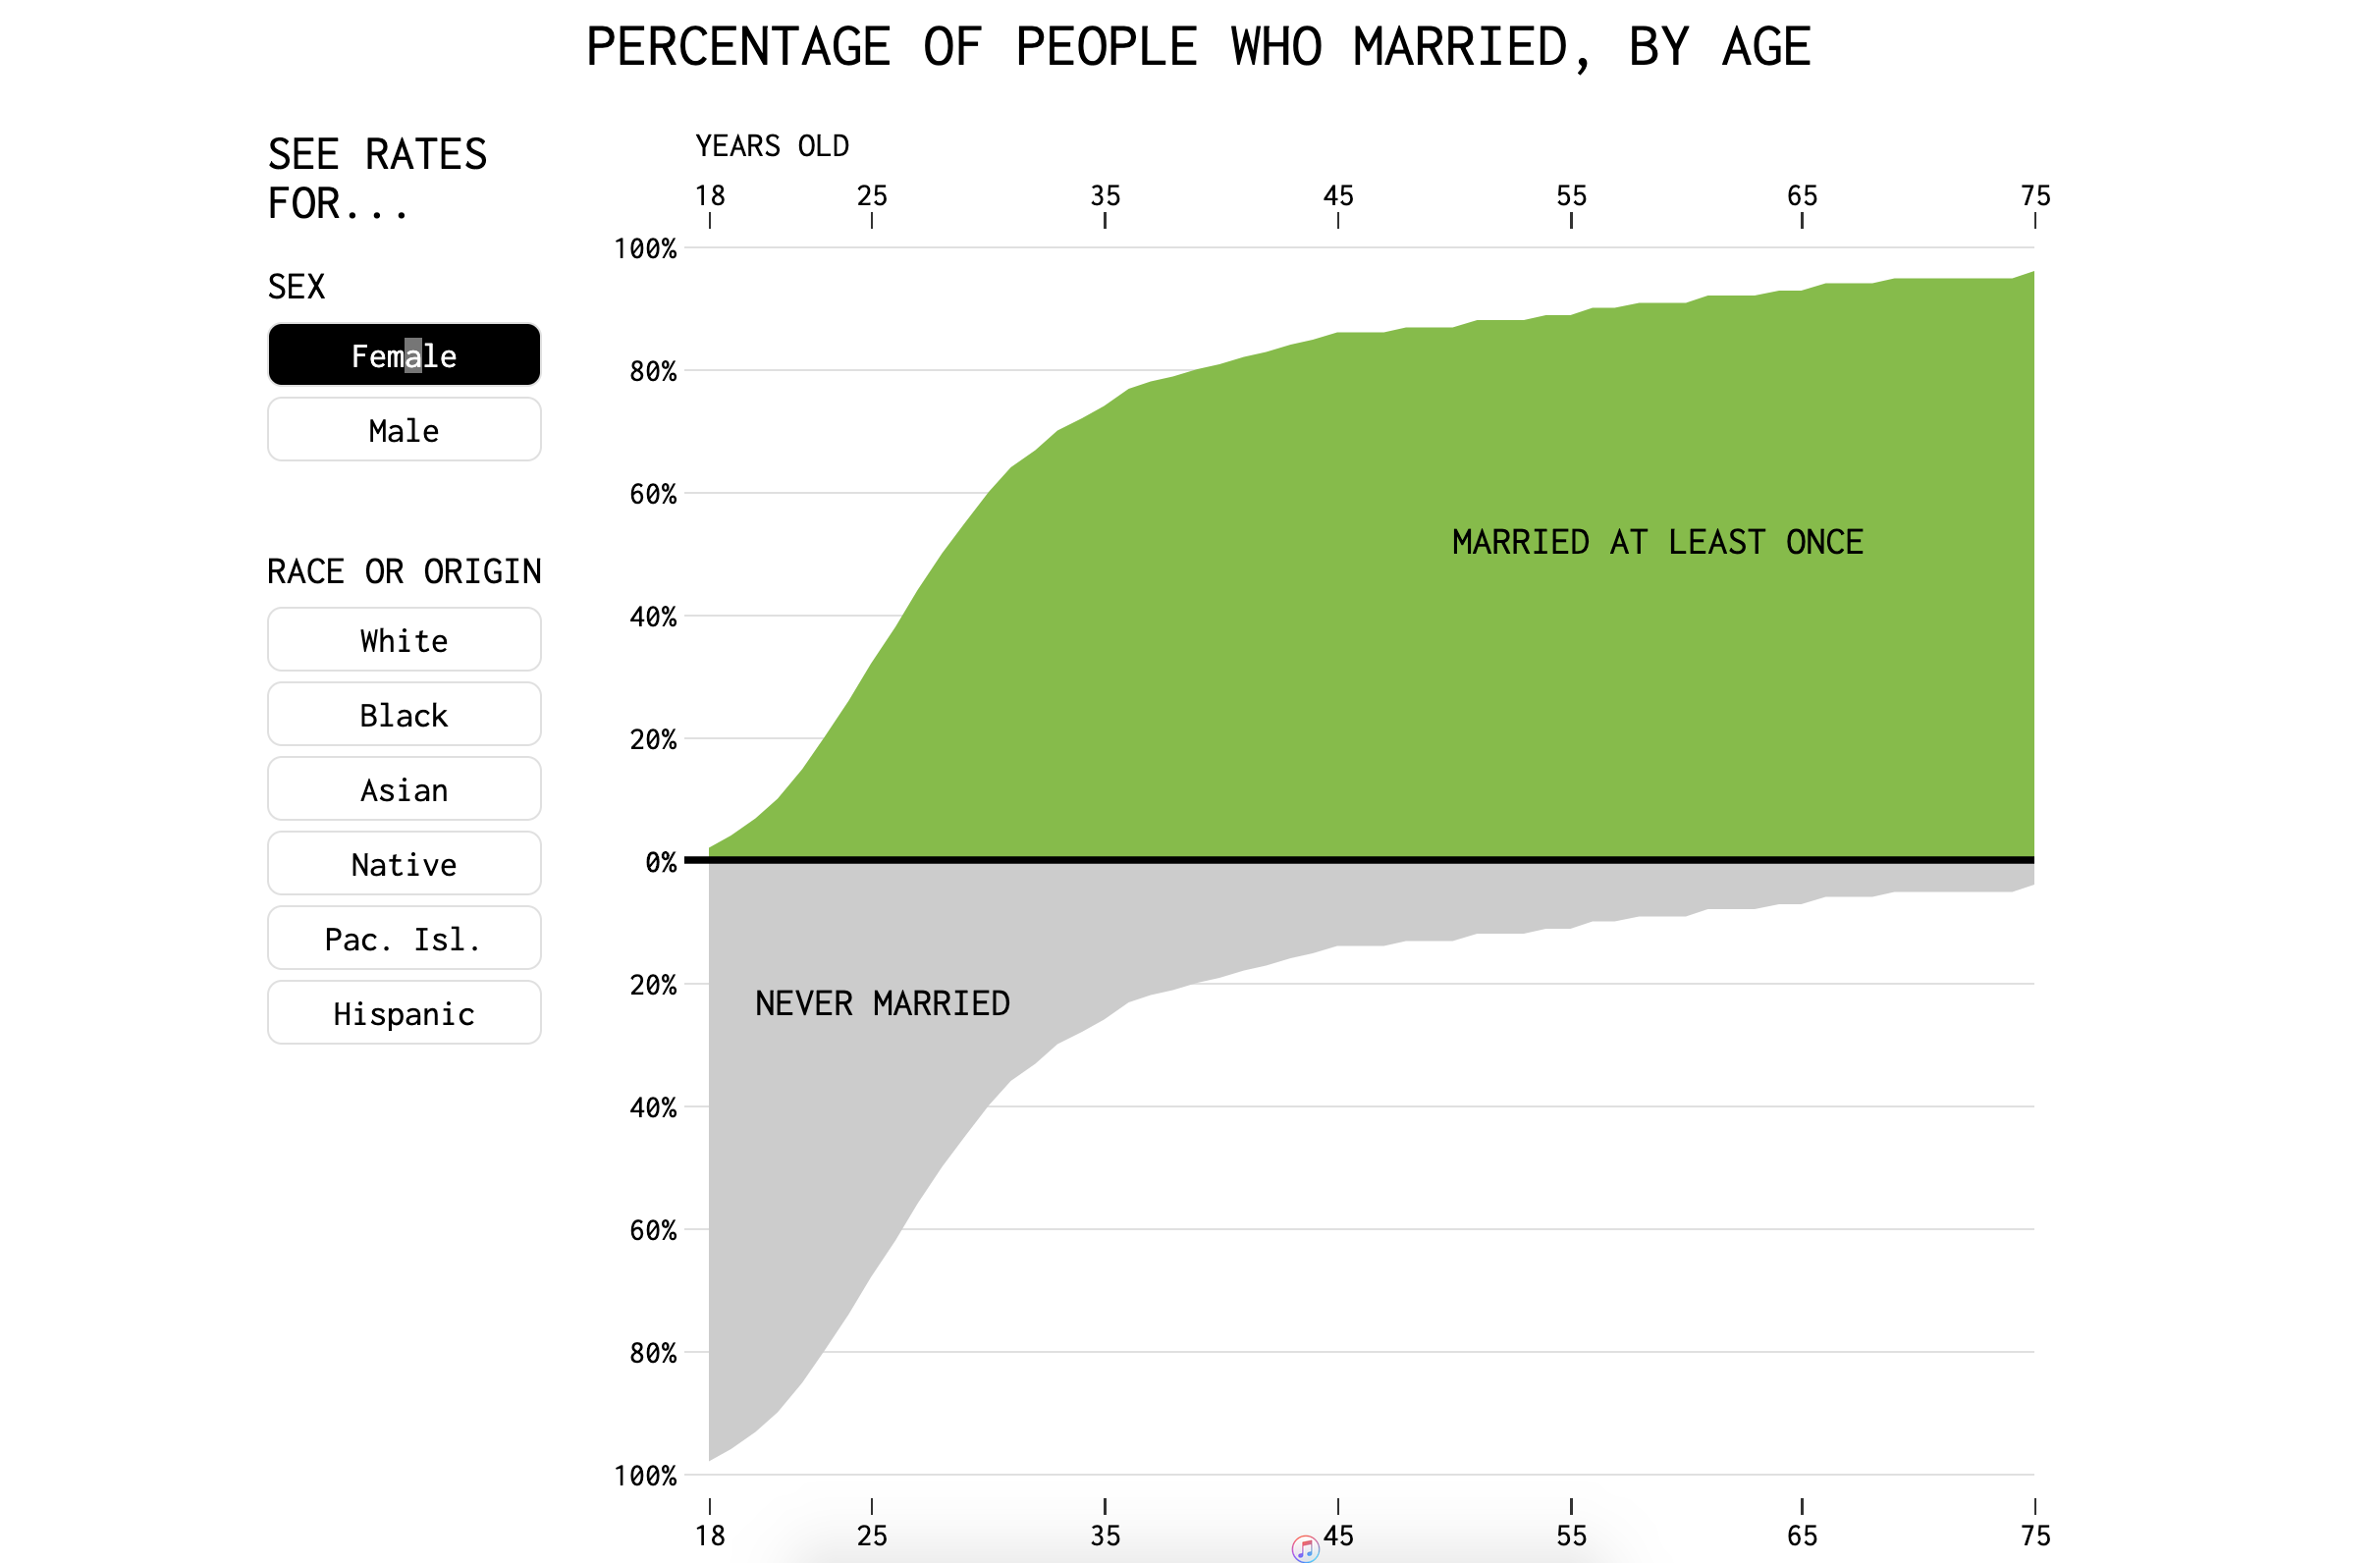 PERCENTAGE OF PEOPLE WHO MARRIED, BY AGE
SEE RATES
FOR...
SEX
Female
Male
RACE OR ORIGIN
White
Black
Asian
Native
Pac. Isl.
Hispanic
YEARS OLD
18 25 35 45 55 65 75
100%
80%
60%
40%
20%
0%
20%
40%
60%
80%
100%
MARRIED AT LEAST ONCE
NEVER MARRIED
18 25 35 45 55 65 75